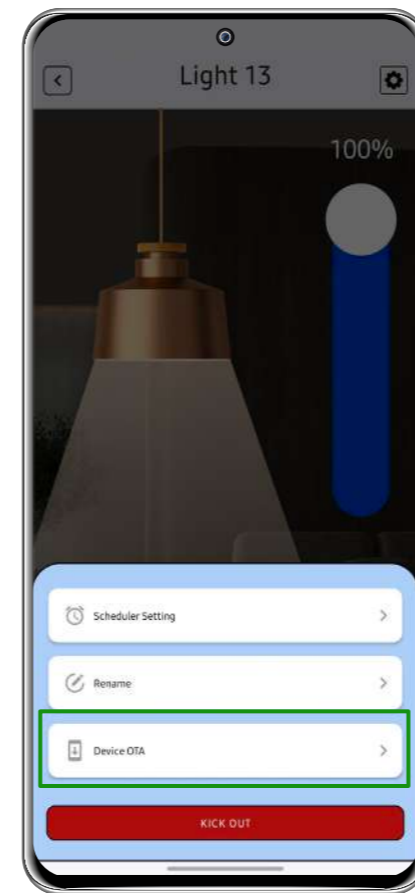 Light 13
100%
Scheduler Setting
Rename
Device OTA
KICK OUT